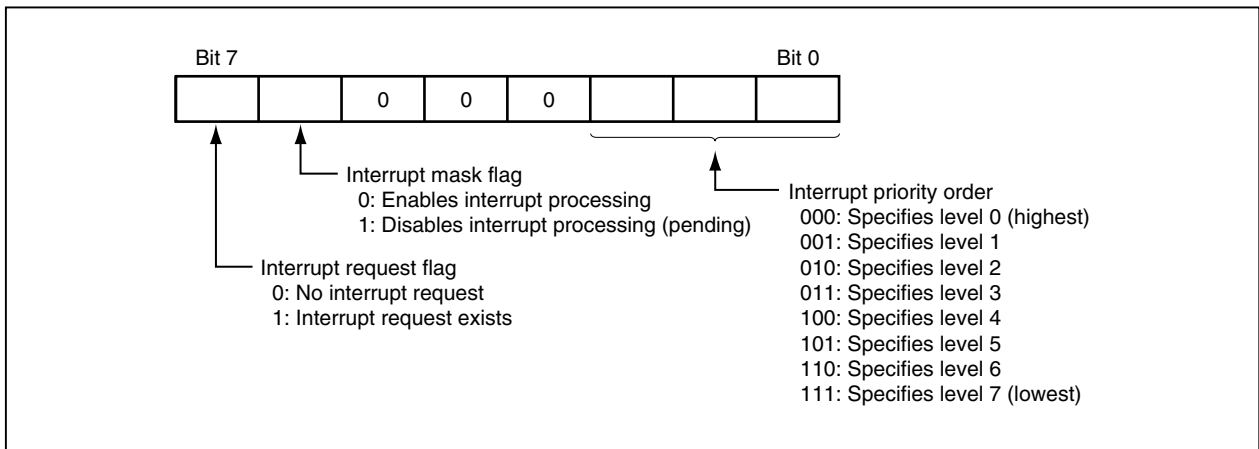 Bit 7 Bit 0
0 0 0
Interrupt mask flag
0: Enables interrupt processing
1: Disables interrupt processing (pending)
Interrupt request flag
0: No interrupt request
1: Interrupt request exists
Interrupt priority order
000: Specifies level 0 (highest)
001: Specifies level 1
010: Specifies level 2
011: Specifies level 3
100: Specifies level 4
101: Specifies level 5
110: Specifies level 6
111: Specifies level 7 (lowest)